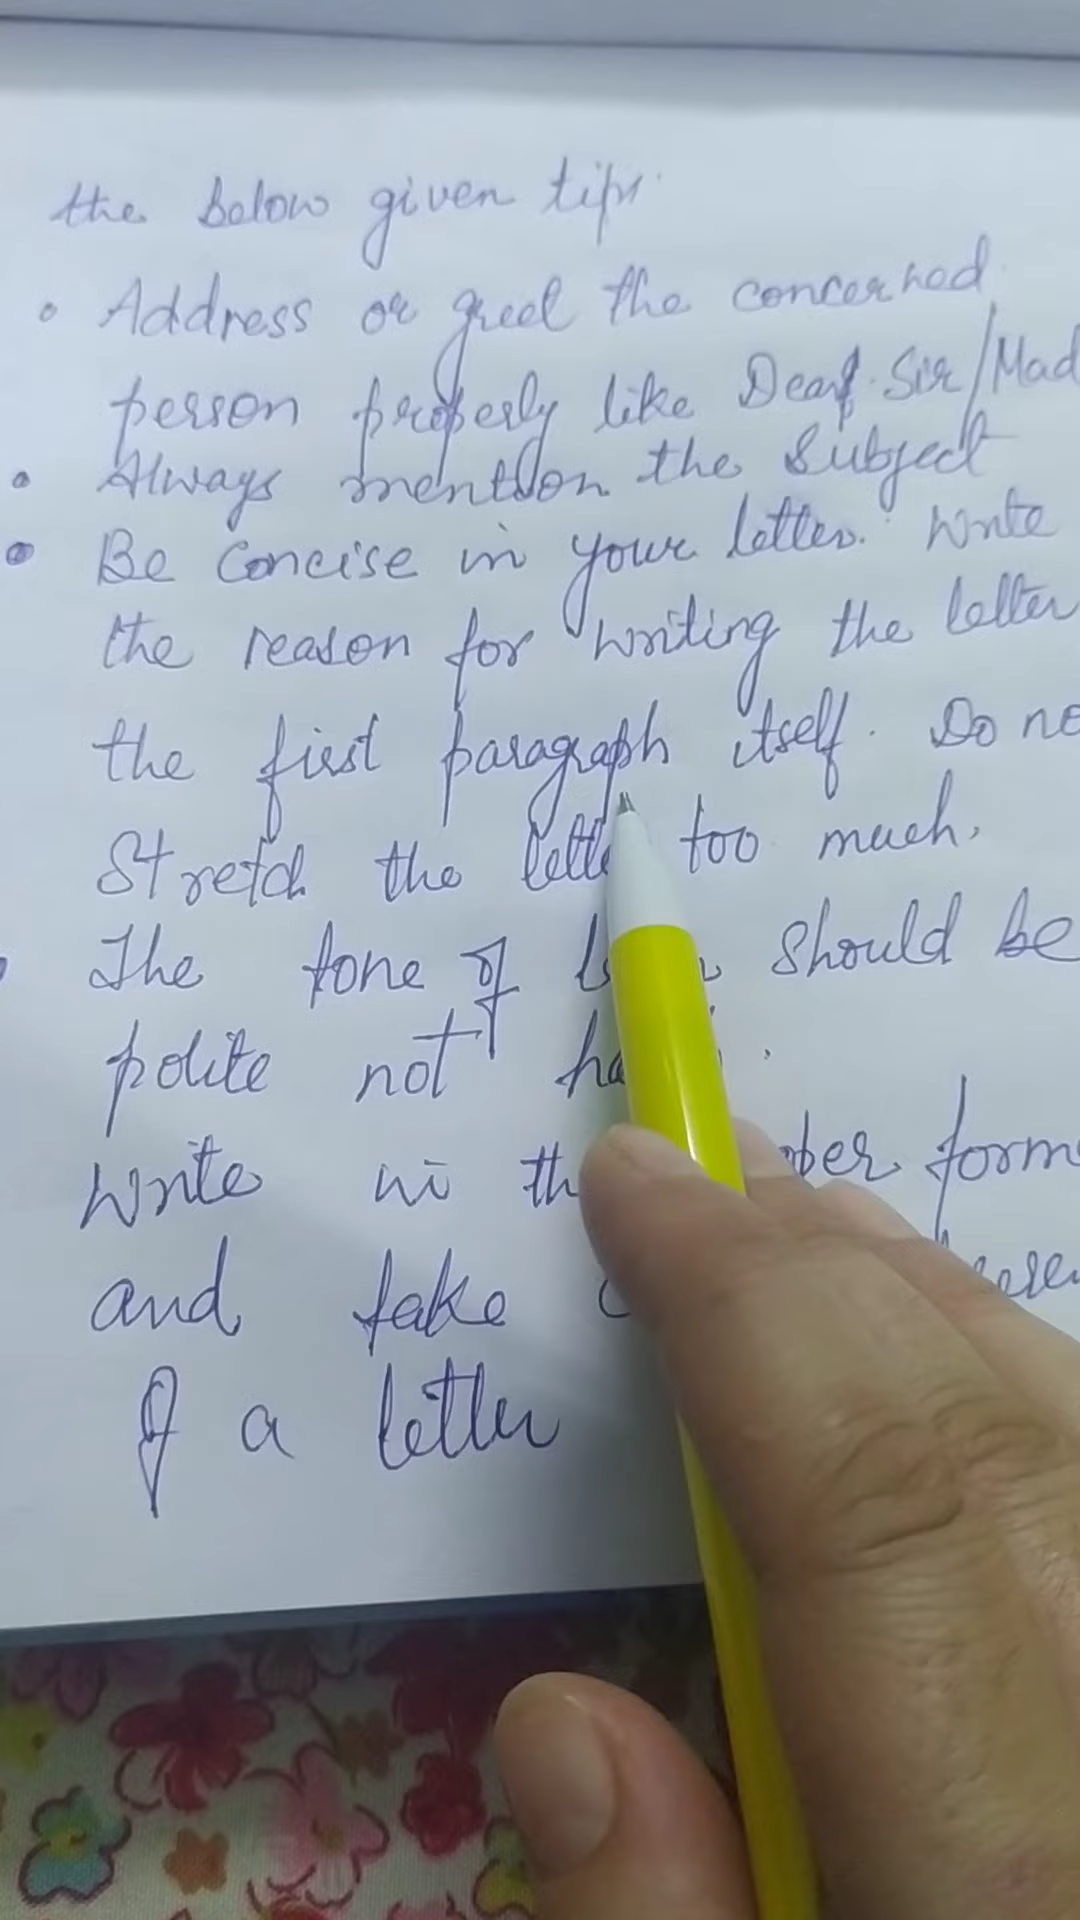 the below given tips.
• Address or greet the concerned
person properly like Dear Sir/Mad
• Always mention the Subject
• Be Concise in your letter. Write
the reason for writing the letter
the first paragraph itself. Do no
Stretch the too much.
The tone of should be
polite not
Write in form
and take
of a letter